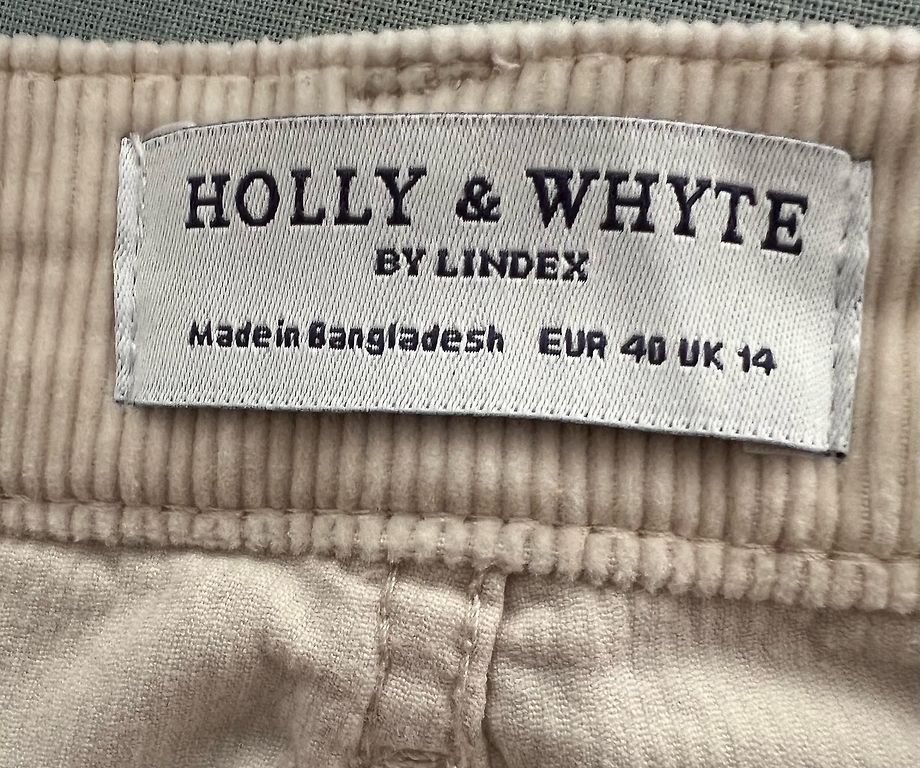 HOLLY & WHYTE
BY LINDEX
Made in Bangladesh EUR 40 UK 14